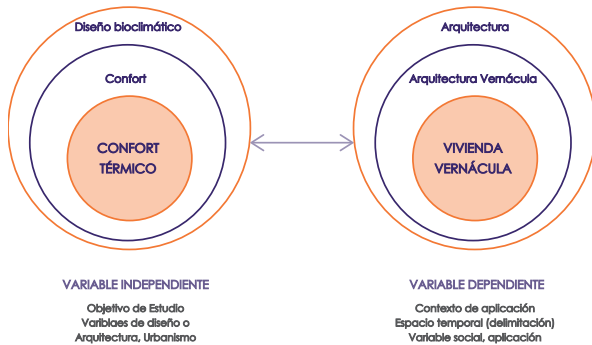 Diseño bioclimático
Confort
CONFORT
TÉRMICO
Arquitectura
Arquitectura Vernácula
VIVIENDA
VERNÁCULA
VARIABLE INDEPENDIENTE
Objetivo de Estudio
Varibiaes de diseño o
Arquitectura, Urbanismo
VARIABLE DEPENDIENTE
Contexto de aplicación
Espacio temporal (delimitación)
Variable social, aplicación